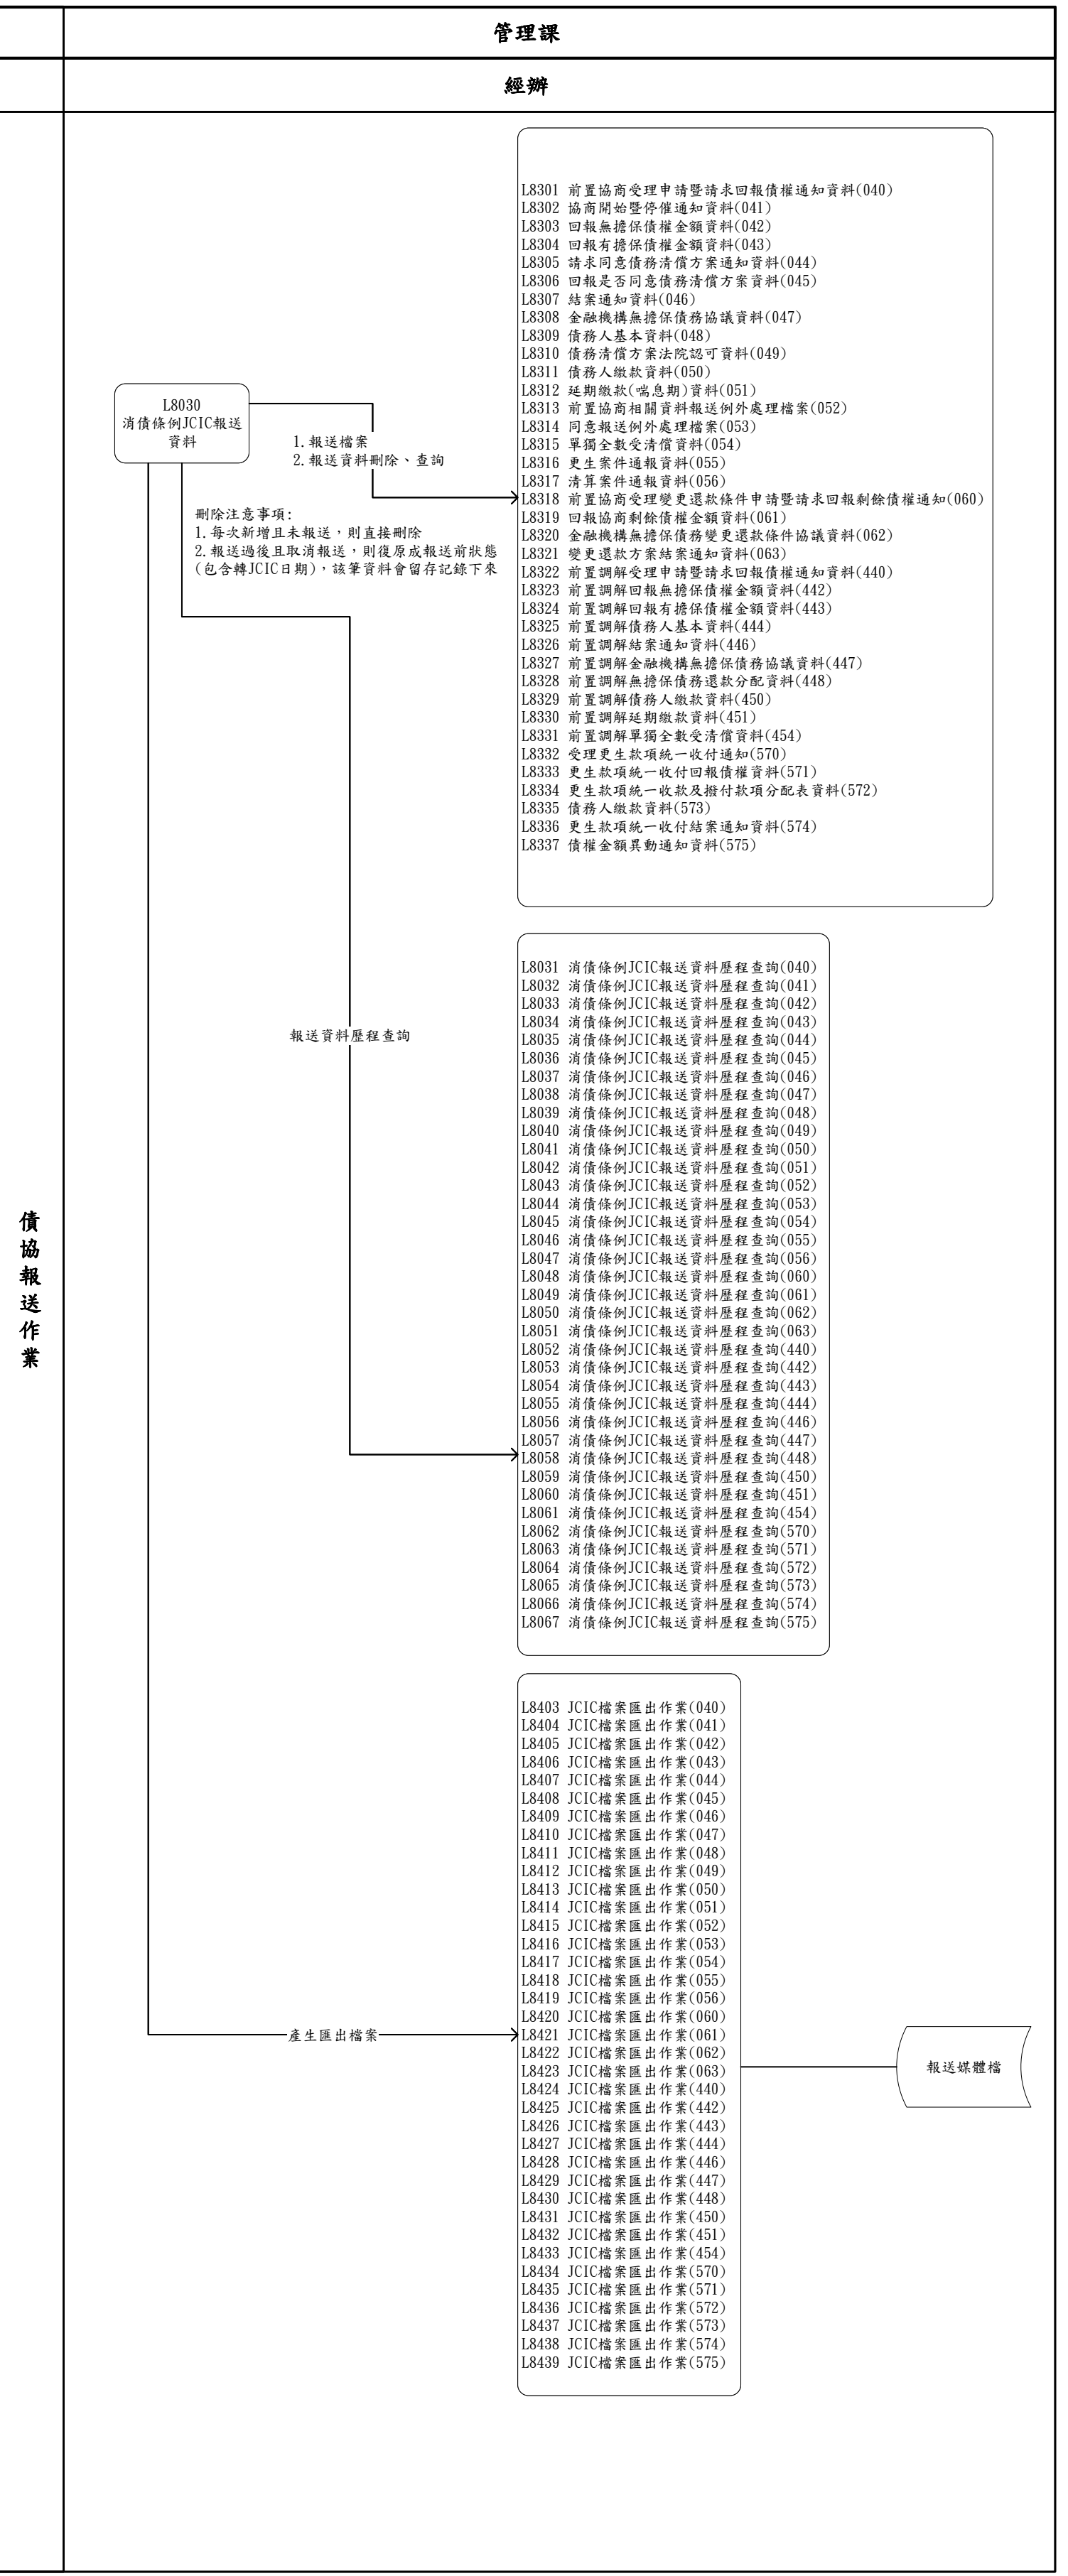 管理課
經辦
債協報送作業
L8030
消債條例JCIC報送
資料
1.報送檔案
2.報送資料刪除、查詢
刪除注意事項:
1.每次新增且未報送，則直接刪除
2.報送過後且取消報送，則復原成報送前狀態
(包含轉JCIC日期)，該筆資料會留存記錄下來
L8301 前置協商受理申請暨請求回報債權通知資料(040)
L8302 協商開始暨停催通知資料(041)
L8303 回報無擔保債權金額資料(042)
L8304 回報有擔保債權金額資料(043)
L8305 請求同意債務清償方案通知資料(044)
L8306 回報是否同意債務清償方案資料(045)
L8307 結案通知資料(046)
L8308 金融機構無擔保債務協議資料(047)
L8309 債務人基本資料(048)
L8310 債務清償方案法院認可資料(049)
L8311 債務人繳款資料(050)
L8312 延期繳款(喘息期)資料(051)
L8313 前置協商相關資料報送例外處理檔案(052)
L8314 同意報送例外處理檔案(053)
L8315 單獨全數受清償資料(054)
L8316 更生案件通報資料(055)
L8317 清算案件通報資料(056)
L8318 前置協商受理變更還款條件申請暨請求回報剩餘債權通知(060)
L8319 回報協商剩餘債權金額資料(061)
L8320 金融機構無擔保債務變更還款條件協議資料(062)
L8321 變更還款方案結案通知資料(063)
L8322 前置調解受理申請暨請求回報債權通知資料(440)
L8323 前置調解回報無擔保債權金額資料(442)
L8324 前置調解回報有擔保債權金額資料(443)
L8325 前置調解債務人基本資料(444)
L8326 前置調解結案通知資料(446)
L8327 前置調解金融機構無擔保債務協議資料(447)
L8328 前置調解無擔保債務還款分配資料(448)
L8329 前置調解債務人繳款資料(450)
L8330 前置調解延期繳款資料(451)
L8331 前置調解單獨全數受清償資料(454)
L8332 受理更生款項統一收付通知(570)
L8333 更生款項統一收付回報債權資料(571)
L8334 更生款項統一收款及撥付款項分配表資料(572)
L8335 債務人繳款資料(573)
L8336 更生款項統一收付結案通知資料(574)
L8337 債權金額異動通知資料(575)
報送資料歷程查詢
L8031 消債條例JCIC報送資料歷程查詢(040)
L8032 消債條例JCIC報送資料歷程查詢(041)
L8033 消債條例JCIC報送資料歷程查詢(042)
L8034 消債條例JCIC報送資料歷程查詢(043)
L8035 消債條例JCIC報送資料歷程查詢(044)
L8036 消債條例JCIC報送資料歷程查詢(045)
L8037 消債條例JCIC報送資料歷程查詢(046)
L8038 消債條例JCIC報送資料歷程查詢(047)
L8039 消債條例JCIC報送資料歷程查詢(048)
L8040 消債條例JCIC報送資料歷程查詢(049)
L8041 消債條例JCIC報送資料歷程查詢(050)
L8042 消債條例JCIC報送資料歷程查詢(051)
L8043 消債條例JCIC報送資料歷程查詢(052)
L8044 消債條例JCIC報送資料歷程查詢(053)
L8045 消債條例JCIC報送資料歷程查詢(054)
L8046 消債條例JCIC報送資料歷程查詢(055)
L8047 消債條例JCIC報送資料歷程查詢(056)
L8048 消債條例JCIC報送資料歷程查詢(060)
L8049 消債條例JCIC報送資料歷程查詢(061)
L8050 消債條例JCIC報送資料歷程查詢(062)
L8051 消債條例JCIC報送資料歷程查詢(063)
L8052 消債條例JCIC報送資料歷程查詢(440)
L8053 消債條例JCIC報送資料歷程查詢(442)
L8054 消債條例JCIC報送資料歷程查詢(443)
L8055 消債條例JCIC報送資料歷程查詢(444)
L8056 消債條例JCIC報送資料歷程查詢(446)
L8057 消債條例JCIC報送資料歷程查詢(447)
L8058 消債條例JCIC報送資料歷程查詢(448)
L8059 消債條例JCIC報送資料歷程查詢(450)
L8060 消債條例JCIC報送資料歷程查詢(451)
L8061 消債條例JCIC報送資料歷程查詢(454)
L8062 消債條例JCIC報送資料歷程查詢(570)
L8063 消債條例JCIC報送資料歷程查詢(571)
L8064 消債條例JCIC報送資料歷程查詢(572)
L8065 消債條例JCIC報送資料歷程查詢(573)
L8066 消債條例JCIC報送資料歷程查詢(574)
L8067 消債條例JCIC報送資料歷程查詢(575)
產生匯出檔案
L8403 JCIC檔案匯出作業(040)
L8404 JCIC檔案匯出作業(041)
L8405 JCIC檔案匯出作業(042)
L8406 JCIC檔案匯出作業(043)
L8407 JCIC檔案匯出作業(044)
L8408 JCIC檔案匯出作業(045)
L8409 JCIC檔案匯出作業(046)
L8410 JCIC檔案匯出作業(047)
L8411 JCIC檔案匯出作業(048)
L8412 JCIC檔案匯出作業(049)
L8413 JCIC檔案匯出作業(050)
L8414 JCIC檔案匯出作業(051)
L8415 JCIC檔案匯出作業(052)
L8416 JCIC檔案匯出作業(053)
L8417 JCIC檔案匯出作業(054)
L8418 JCIC檔案匯出作業(055)
L8419 JCIC檔案匯出作業(056)
L8420 JCIC檔案匯出作業(060)
L8421 JCIC檔案匯出作業(061)
L8422 JCIC檔案匯出作業(062)
L8423 JCIC檔案匯出作業(063)
L8424 JCIC檔案匯出作業(440)
L8425 JCIC檔案匯出作業(442)
L8426 JCIC檔案匯出作業(443)
L8427 JCIC檔案匯出作業(444)
L8428 JCIC檔案匯出作業(446)
L8429 JCIC檔案匯出作業(447)
L8430 JCIC檔案匯出作業(448)
L8431 JCIC檔案匯出作業(450)
L8432 JCIC檔案匯出作業(451)
L8433 JCIC檔案匯出作業(454)
L8434 JCIC檔案匯出作業(570)
L8435 JCIC檔案匯出作業(571)
L8436 JCIC檔案匯出作業(572)
L8437 JCIC檔案匯出作業(573)
L8438 JCIC檔案匯出作業(574)
L8439 JCIC檔案匯出作業(575)
報送媒體檔